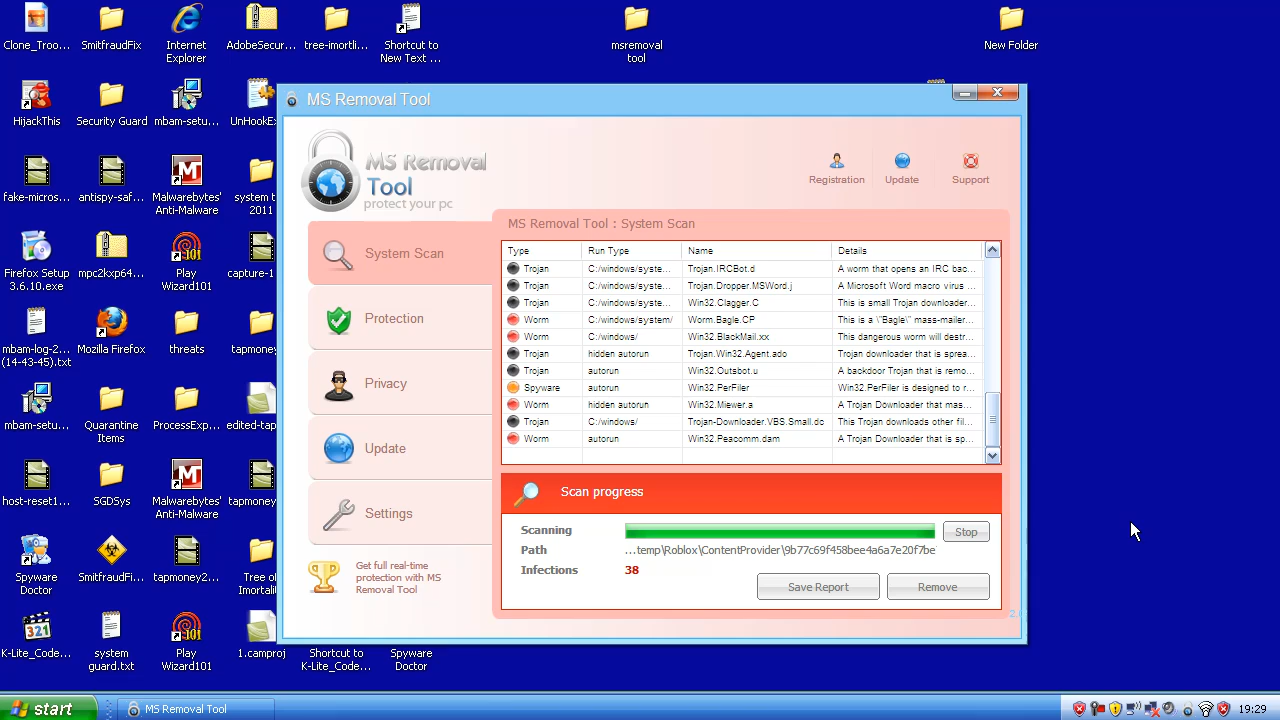 Clone_Troo...
SmitfraudFix
Internet
Explorer
AdobeSecur...
tree-imortli...
Shortcut to
New Text ...
msremoval
tool
New Folder
HijackThis
Security Guard
mbam-setu...
UnHookEx
fake-micros...
antispy-saf...
Malwarebytes'
Anti-Malware
system t
2011
Firefox Setup
3.6.10.exe
mpc2kxp64...
Play
Wizard101
capture-1
mbam-log-2...
(14-43-45).txt
Mozilla Firefox
threats
tapmoney
mbam-setu...
Quarantine
Items
ProcessExp...
edited-tap
host-reset1...
SGDSys
Malwarebytes'
Anti-Malware
tapmoney
Spyware
Doctor
SmitfraudFi...
tapmoney2...
Tree of
Imortali
K-Lite_Code...
system
guard.txt
Play
Wizard101
1.camproj
Shortcut to
K-Lite_Code...
Spyware
Doctor
MS Removal Tool
MS Removal
Tool
protect your pc
Registration
Update
Support
System Scan
Protection
Privacy
Update
Settings
Get full real-time
protection with MS
Removal Tool
MS Removal Tool : System Scan
Type Run Type Name Details
Trojan C:/windows/syste... Trojan.IRCBot.d A worm that opens an IRC bac...
Trojan C:/windows/syste... Trojan.Dropper.MSWord.j A Microsoft Word macro virus ...
Trojan C:/windows/syste... Win32.Clagger.C This is small Trojan downloader...
Worm C:/windows/system/ Worm.Bagle.CP This is a \"Bagle\" mass-mailer...
Worm C:/windows/ Win32.BlackMail.xx This dangerous worm will destr...
Trojan hidden autorun Trojan.Win32.Agent.ado Trojan downloader that is sprea...
Trojan autorun Win32.Outsbot.u A backdoor Trojan that is remo...
Spyware autorun Win32.PerFiler Win32.PerFiler is designed to r...
Worm hidden autorun Win32.Miewer.a A Trojan Downloader that mas...
Trojan C:/windows/ Trojan-Downloader.VBS.Small.dc This Trojan downloads other fil...
Worm autorun Win32.Peacomm.dam A Trojan Downloader that is sp...
Scan progress
Scanning
Stop
Path ...temp\Roblox\ContentProvider\9b77c69f458bee4a6a7e20f7be
Infections 38
Save Report
Remove
start
MS Removal Tool
19:29